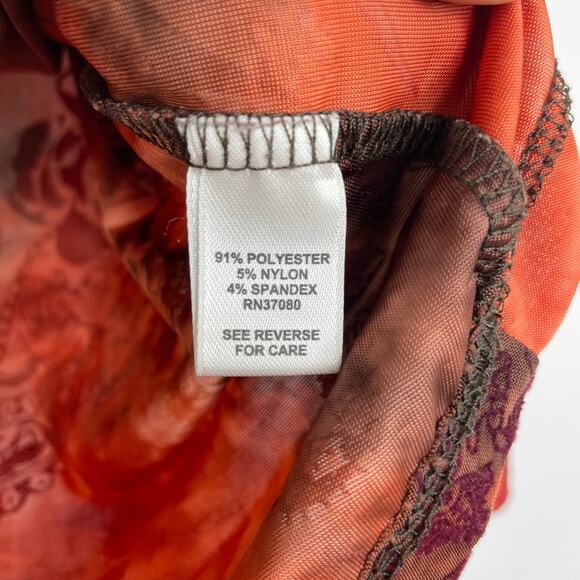 91% POLYESTER
5% NYLON
4% SPANDEX
RN37080
SEE REVERSE
FOR CARE